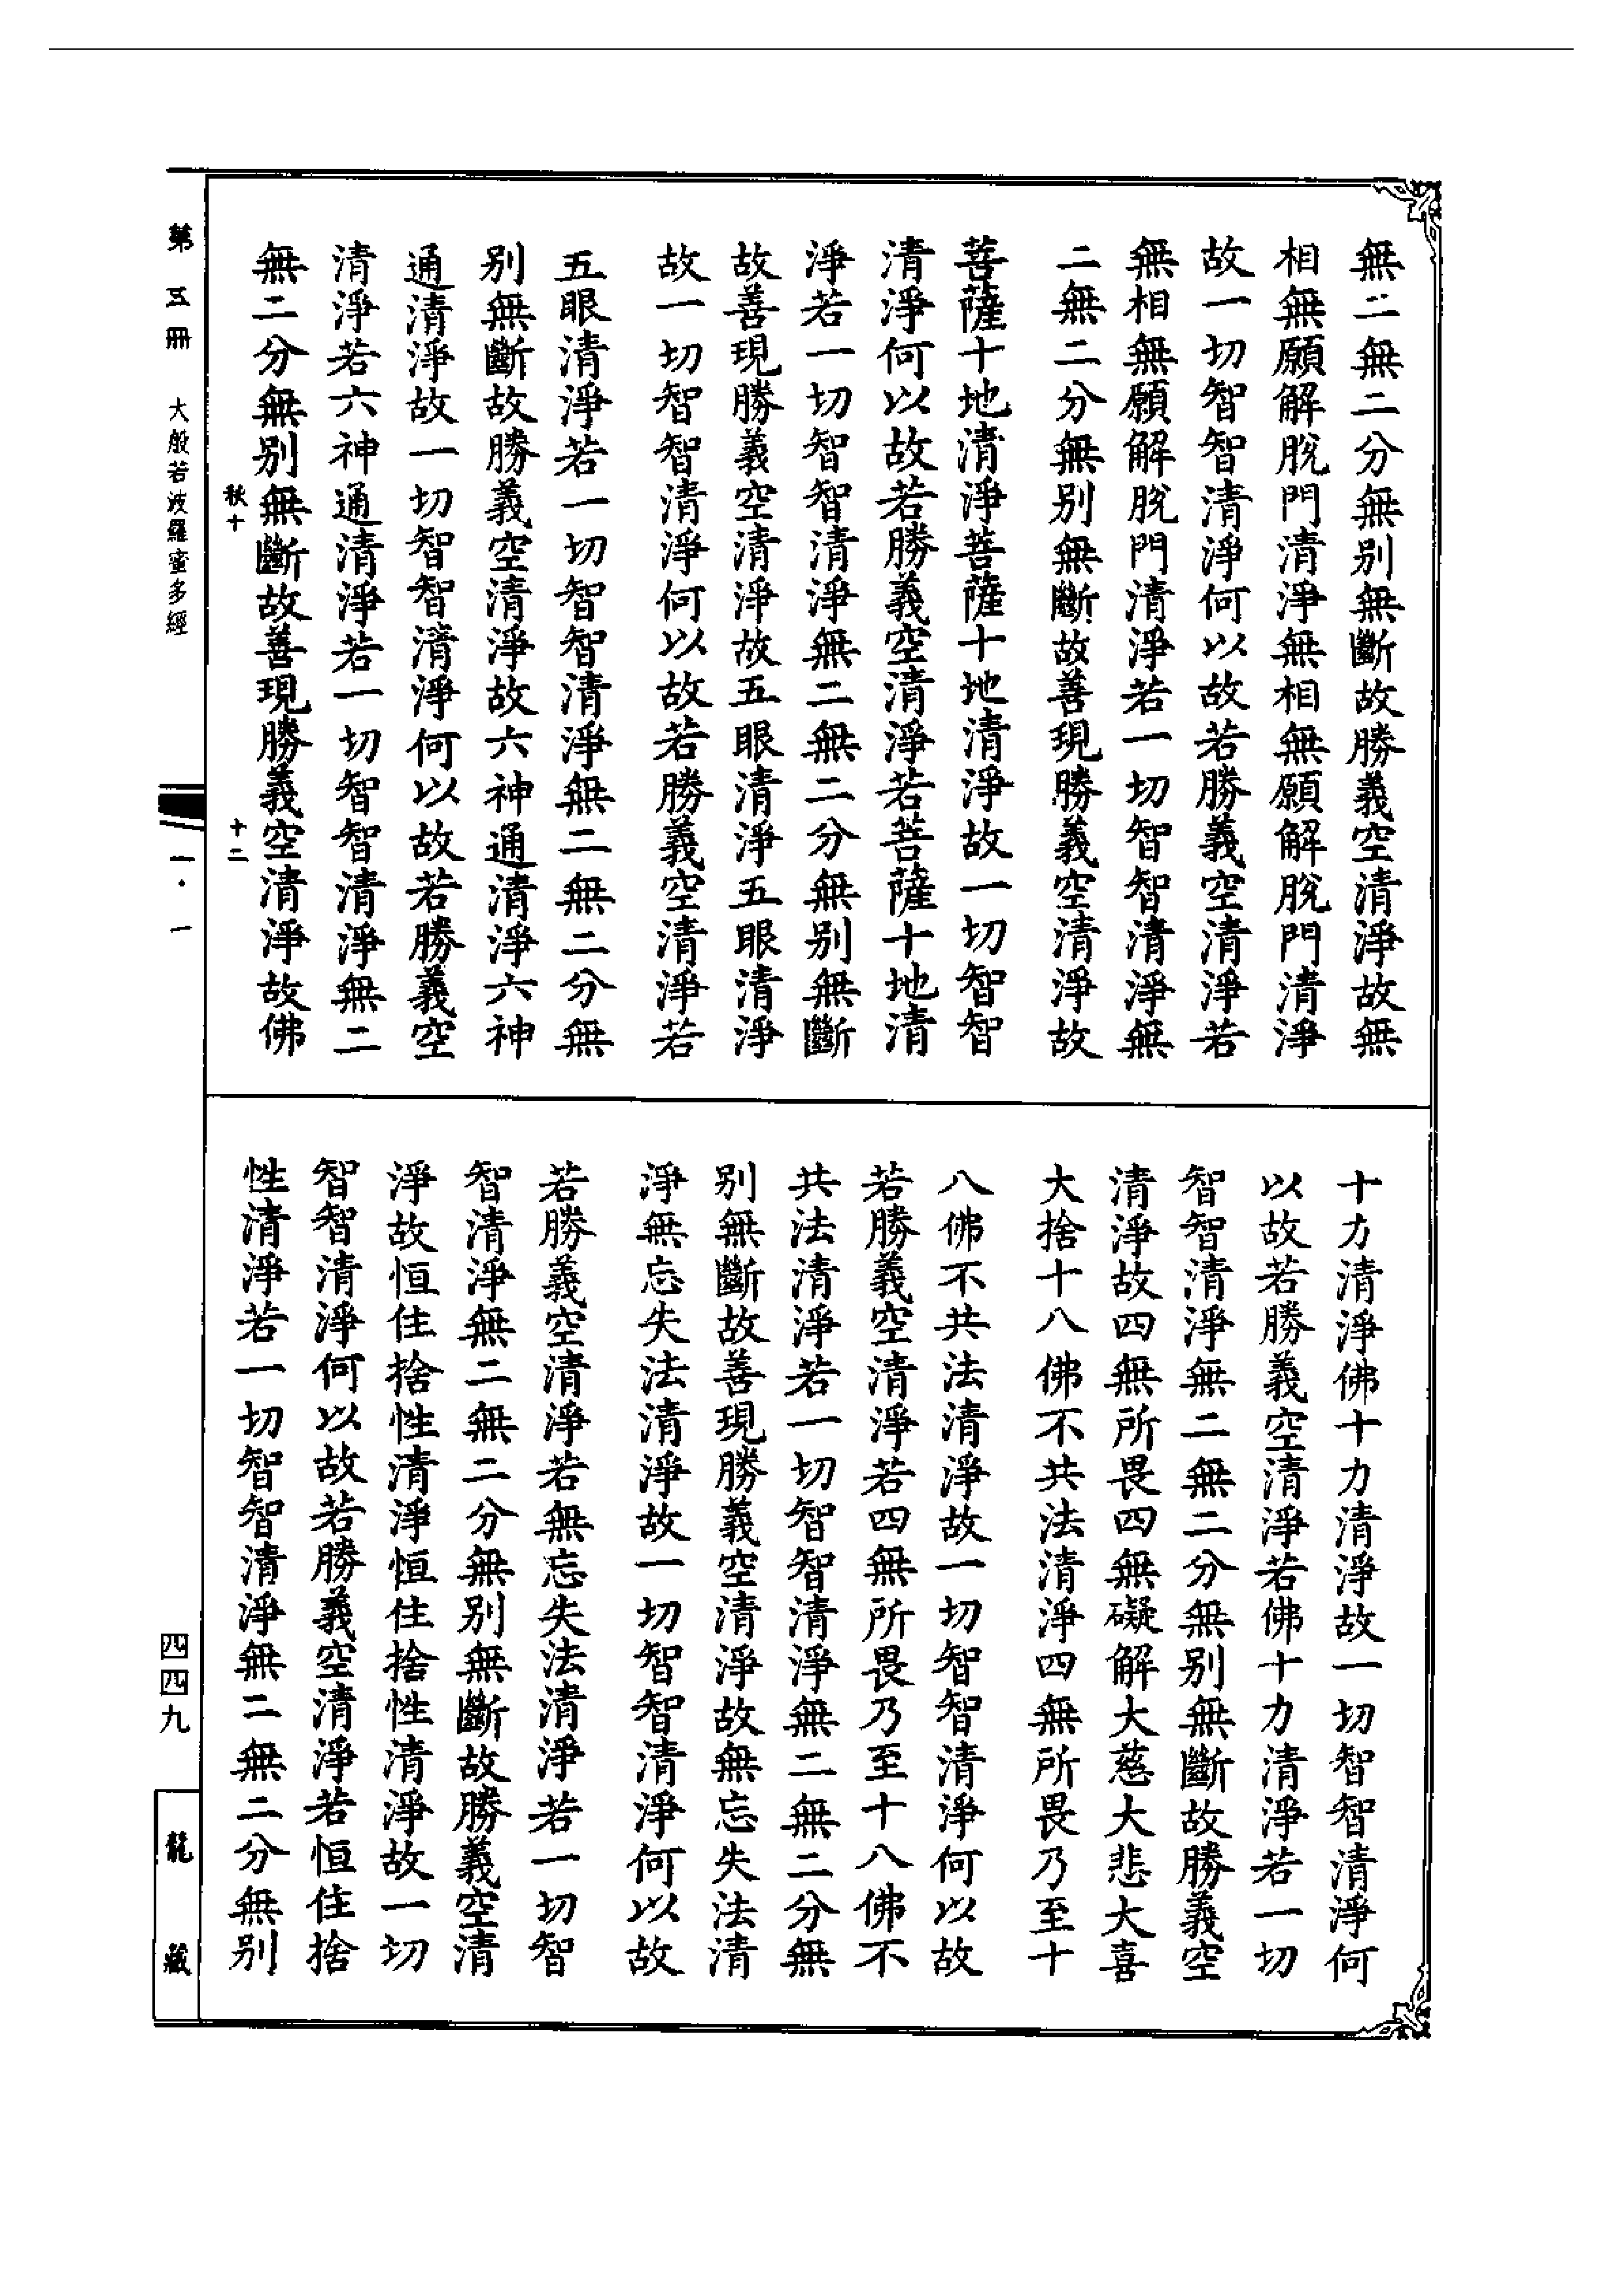 無二無二分無別無斷故勝義空清淨故無
相無願解脫門清淨無相無願解脫門清淨
故一切智智清淨何以故若勝義空清淨若
無相無願解脫門清淨若一切智智清淨無
二無二分無別無斷故善現勝義空清淨故
菩薩十地清淨菩薩十地清淨故一切智智
清淨何以故若勝義空清淨若菩薩十地清
淨若一切智智清淨無二無二分無別無斷
故善現勝義空清淨故五眼清淨五眼清淨
故一切智智清淨何以故若勝義空清淨若
五眼清淨若一切智智清淨無二無二分無
別無斷故勝義空清淨故六神通清淨六神
通清淨故一切智智清淨何以故若勝義空
清淨若六神通清淨若一切智智清淨無二
無二分無別無斷故善現勝義空清淨故佛
秋十 十二
十力清淨佛十力清淨故一切智智清淨何
以故若勝義空清淨若佛十力清淨若一切
智智清淨無二無二分無別無斷故勝義空
清淨故四無所畏四無礙解大慈大悲大喜
大捨十八佛不共法清淨四無所畏乃至十
八佛不共法清淨故一切智智清淨何以故
若勝義空清淨若四無所畏乃至十八佛不
共法清淨若一切智智清淨無二無二分無
別無斷故善現勝義空清淨故無忘失法清
淨無忘失法清淨故一切智智清淨何以故
若勝義空清淨若無忘失法清淨若一切智
智清淨無二無二分無別無斷故勝義空清
淨故恒住捨性清淨恒住捨性清淨故一切
智智清淨何以故若勝義空清淨若恒住捨
性清淨若一切智智清淨無二無二分無別
第三冊 大般若波羅蜜多經
一·一
四四九
龍藏